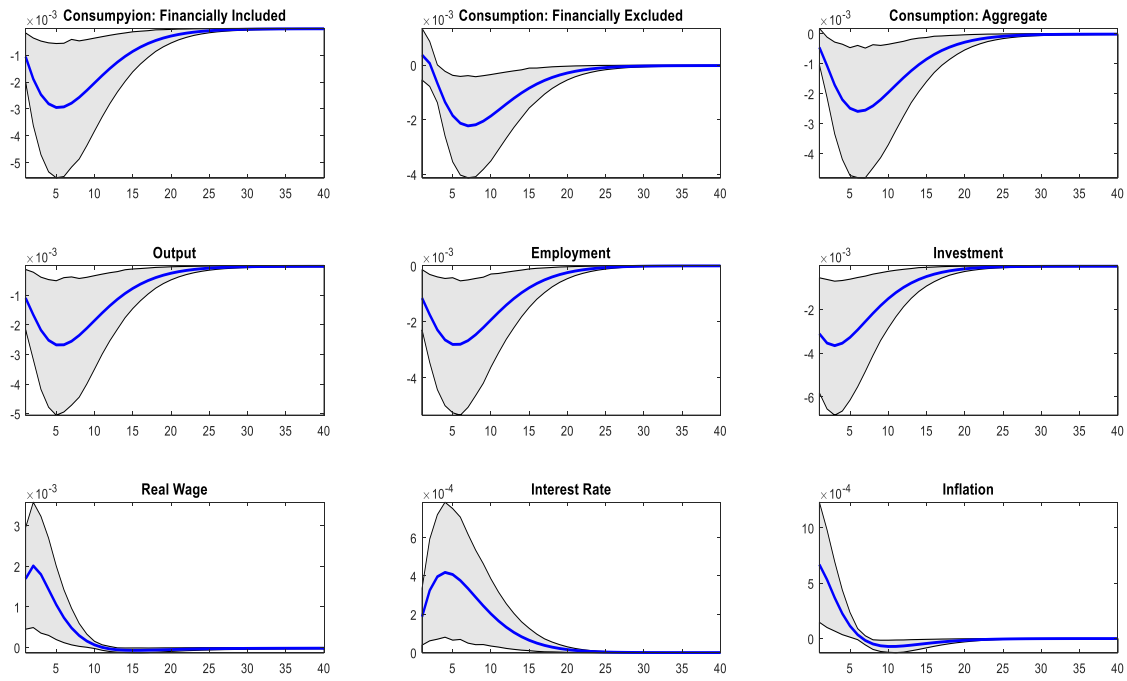 Consumpyion: Financially Included
×10-3
-1
-2
-3
-4
-5
5 10 15 20 25 30 35 40
Consumption: Financially Excluded
×10-3
0
-2
-4
5 10 15 20 25 30 35 40
Consumption: Aggregate
×10-3
0
-1
-2
-3
-4
5 10 15 20 25 30 35 40
Output
×10-3
-1
-2
-3
-4
-5
5 10 15 20 25 30 35 40
Employment
×10-3
0
-2
-4
5 10 15 20 25 30 35 40
Investment
×10-3
-2
-4
-6
5 10 15 20 25 30 35 40
Real Wage
×10-3
3
2
1
0
5 10 15 20 25 30 35 40
Interest Rate
×10-4
6
4
2
0
5 10 15 20 25 30 35 40
Inflation
×10-4
10
5
0
5 10 15 20 25 30 35 40